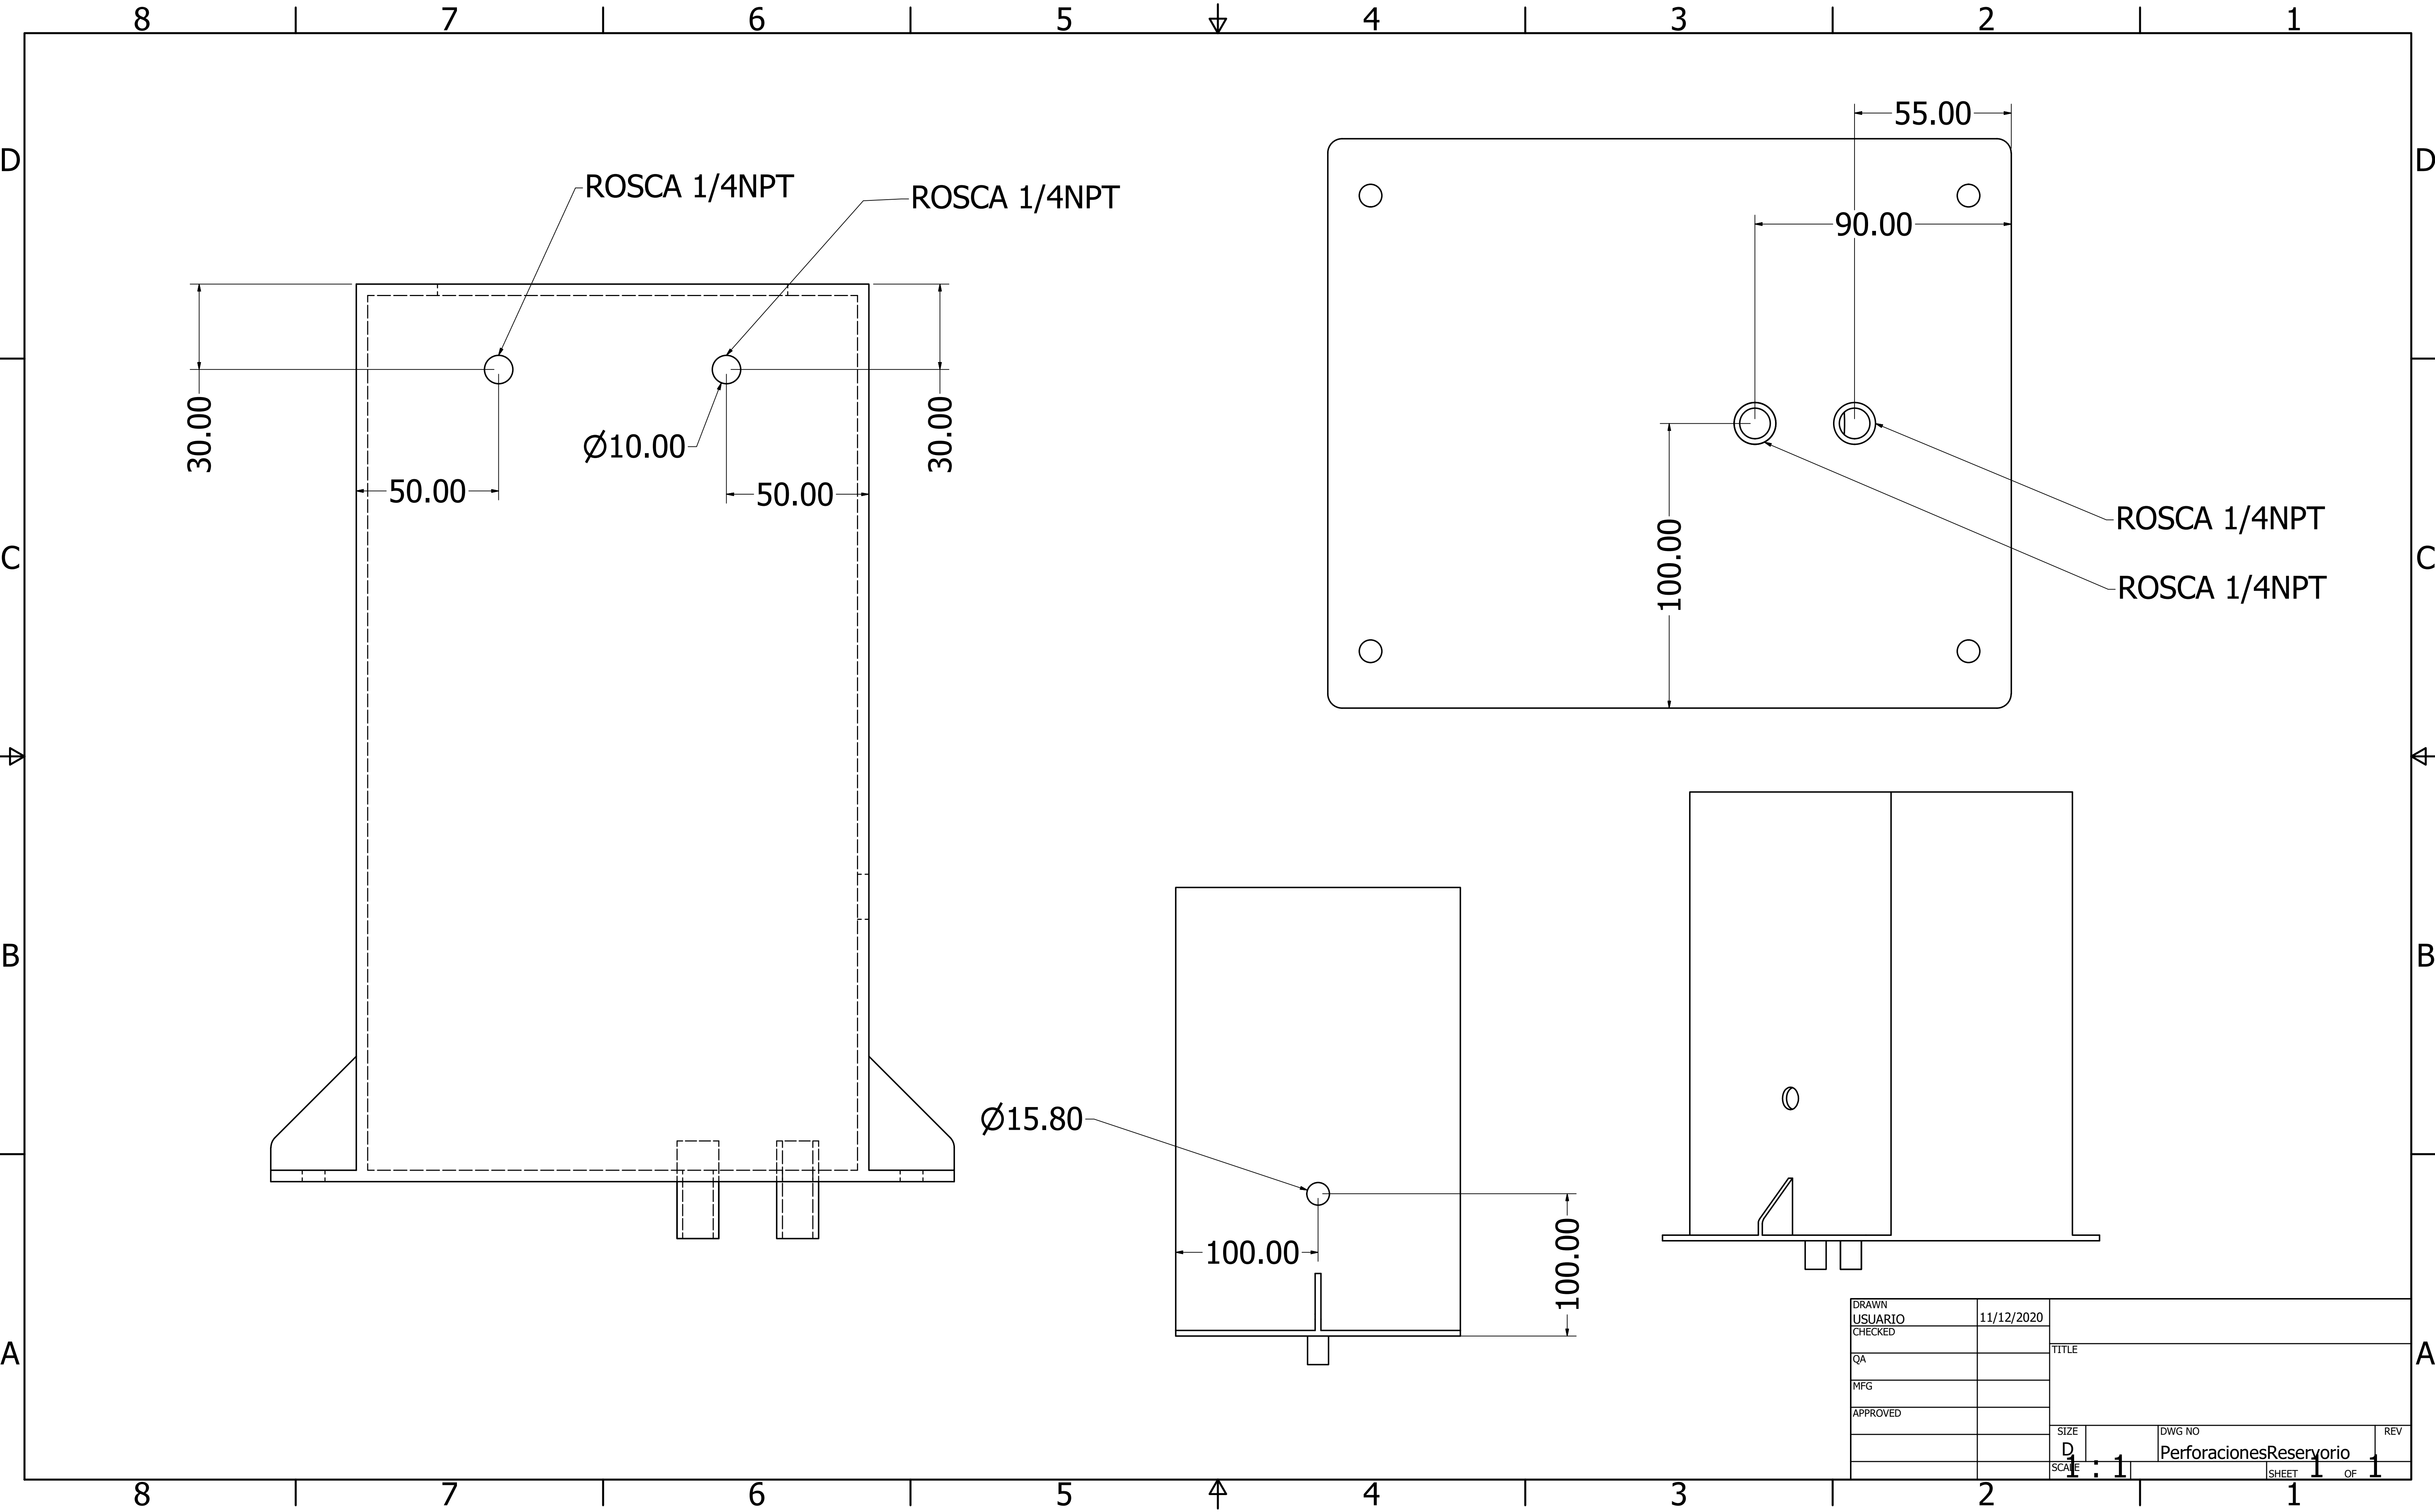 8 7 6 5 4 3 2 1
D
D
55.00
ROSCA 1/4NPT
ROSCA 1/4NPT
90.00
30.00
30.00
Ø10.00
50.00
50.00
100.00
ROSCA 1/4NPT
ROSCA 1/4NPT
C
C
B
B
Ø15.80
100.00
100.00
A
A
DRAWN
USUARIO
11/12/2020
CHECKED
QA
MFG
APPROVED
TITLE
SIZE
D
DWG NO
PerforacionesReservorio
REV
SCALE
1 : 1
SHEET 1 OF 1
8 7 6 5 4 3 2 1